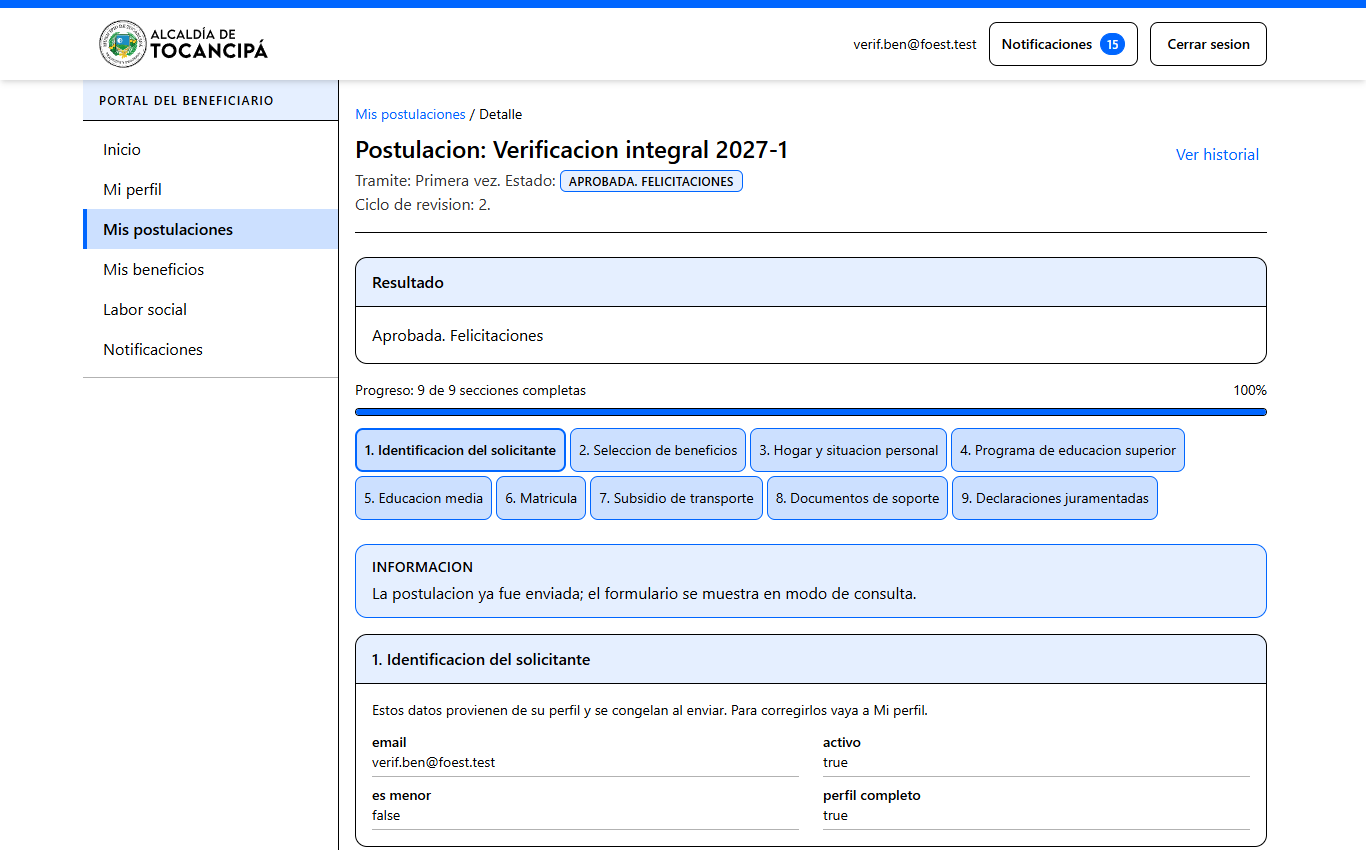 ALCALDÍA DE
TOCANCIPÁ
verif.ben@foest.test
Notificaciones 15
Cerrar sesion
PORTAL DEL BENEFICIARIO
Inicio
Mi perfil
Mis postulaciones
Mis beneficios
Labor social
Notificaciones
Mis postulaciones / Detalle
Postulacion: Verificacion integral 2027-1
Ver historial
Tramite: Primera vez. Estado: APROBADA. FELICITACIONES
Ciclo de revision: 2.
Resultado
Aprobada. Felicitaciones
Progreso: 9 de 9 secciones completas 100%
1. Identificacion del solicitante 2. Seleccion de beneficios 3. Hogar y situacion personal 4. Programa de educacion superior
5. Educacion media 6. Matricula 7. Subsidio de transporte 8. Documentos de soporte 9. Declaraciones juramentadas
INFORMACION
La postulacion ya fue enviada; el formulario se muestra en modo de consulta.
1. Identificacion del solicitante
Estos datos provienen de su perfil y se congelan al enviar. Para corregirlos vaya a Mi perfil.
email
verif.ben@foest.test
activo
true
es menor
false
perfil completo
true